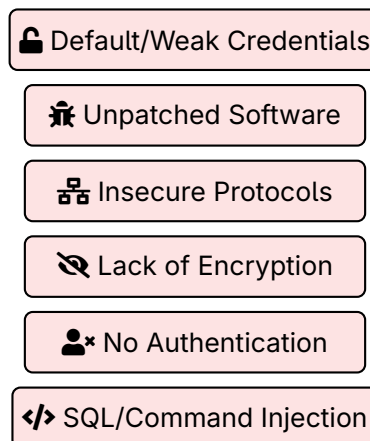 Default/Weak Credentials
Unpatched Software
Insecure Protocols
Lack of Encryption
No Authentication
SQL/Command Injection